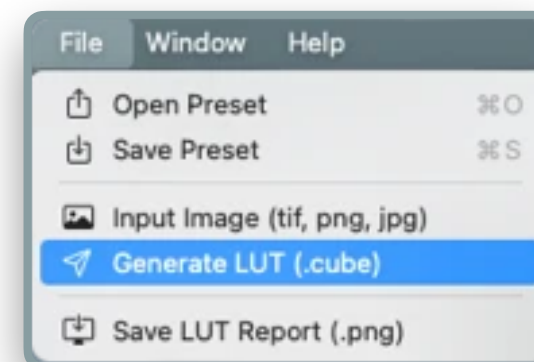 File Window Help
Open Preset ⌘O
Save Preset ⌘S
Input Image (tif, png, jpg)
Generate LUT (.cube)
Save LUT Report (.png)